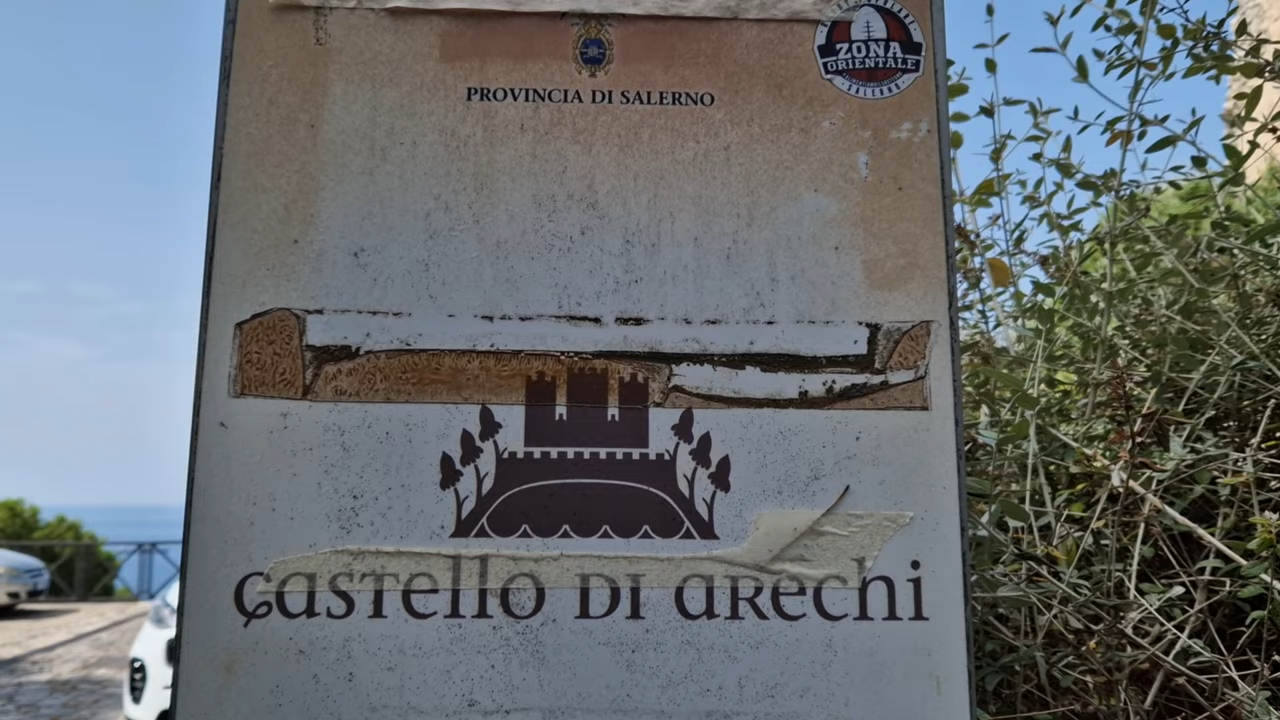 PROVINCIA DI SALERNO
ZONA
ORIENTALE
SALERNO
castello DI arechi